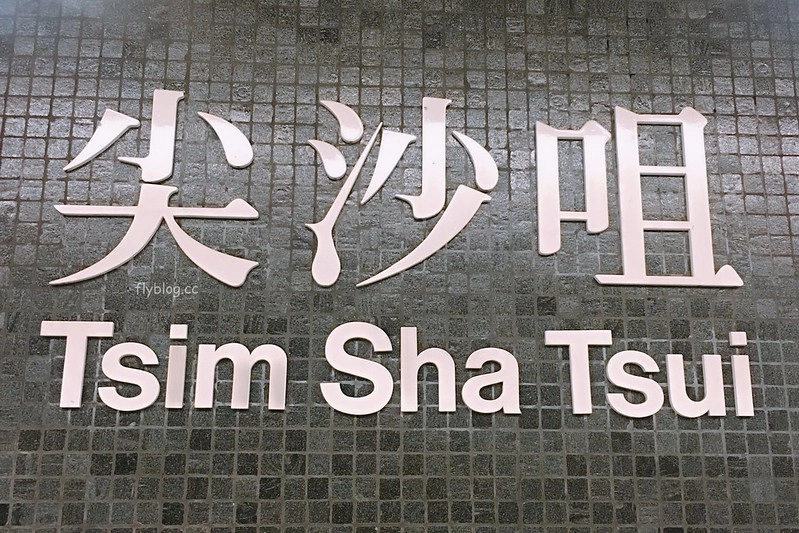 尖沙咀
flyblog.cc
Tsim Sha Tsui